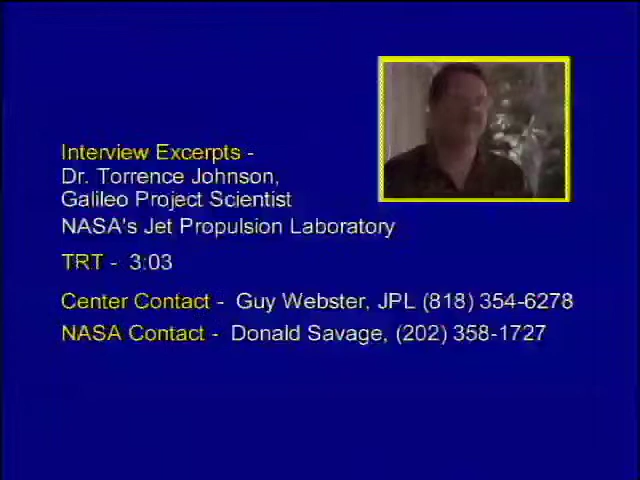 Interview Excerpts -
Dr. Torrence Johnson,
Galileo Project Scientist
NASA's Jet Propulsion Laboratory
TRT - 3:03
Center Contact - Guy Webster, JPL (818) 354-6278
NASA Contact - Donald Savage, (202) 358-1727